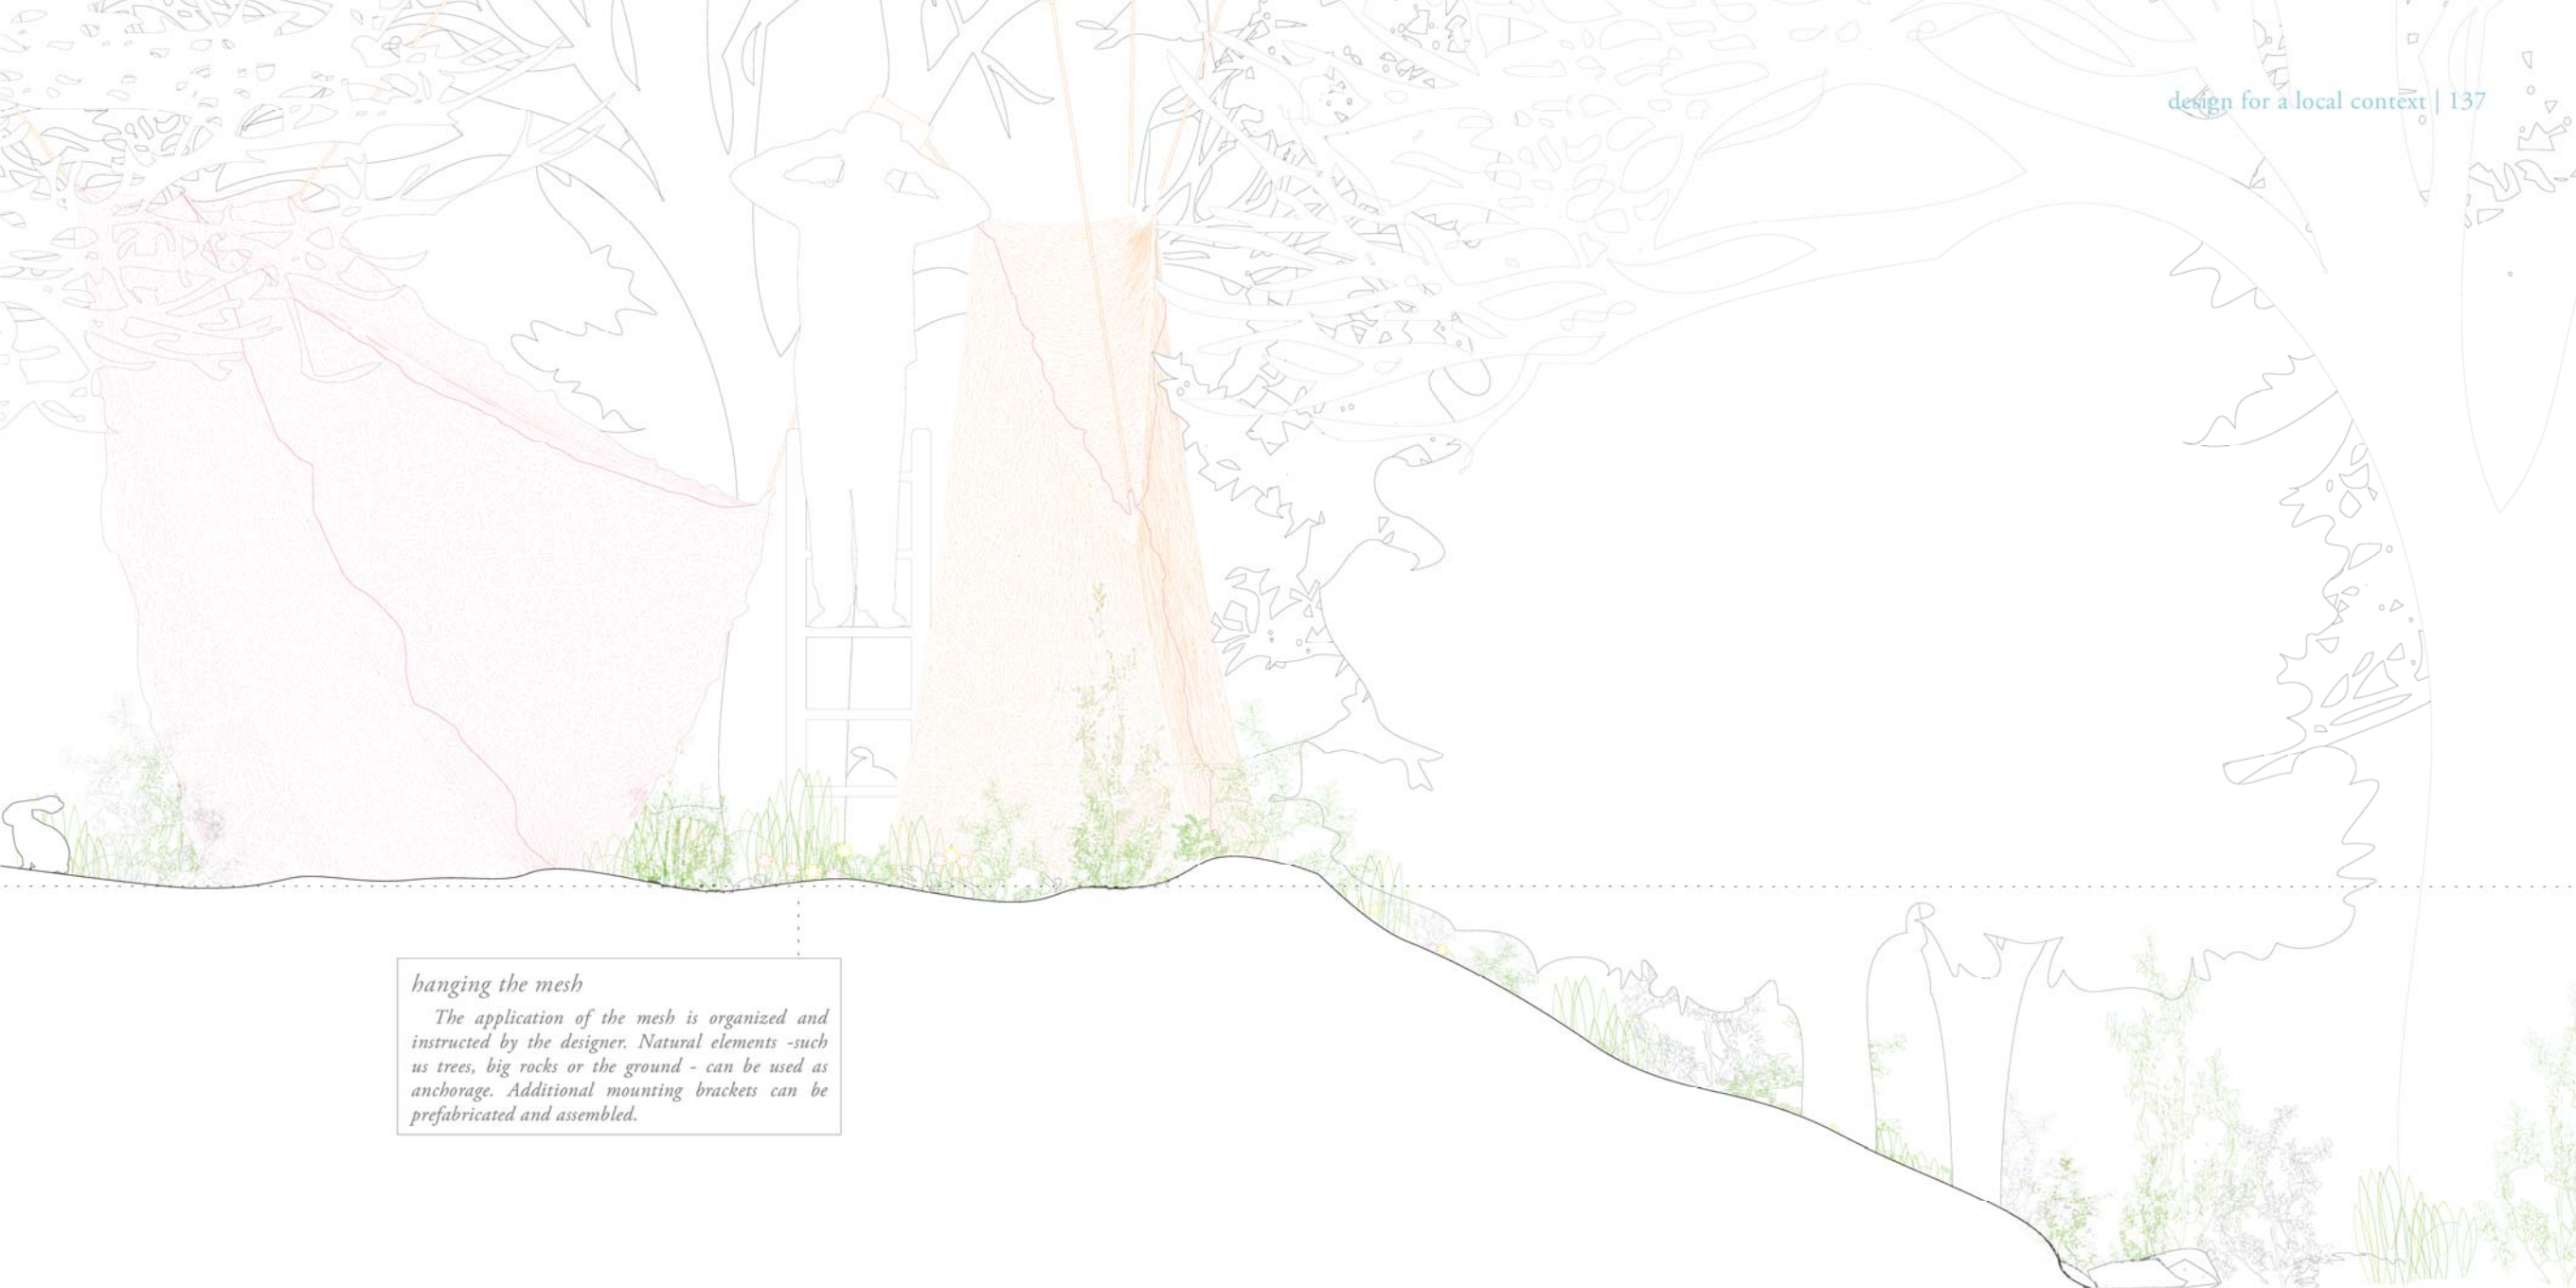 design for a local context | 137
hanging the mesh
The application of the mesh is organized and
instructed by the designer. Natural elements -such
us trees, big rocks or the ground - can be used as
anchorage. Additional mounting brackets can be
prefabricated and assembled.